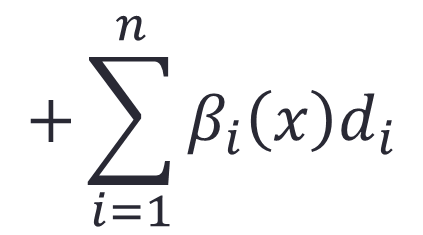 + ∑_{i=1}^{n} β_i(x)d_i